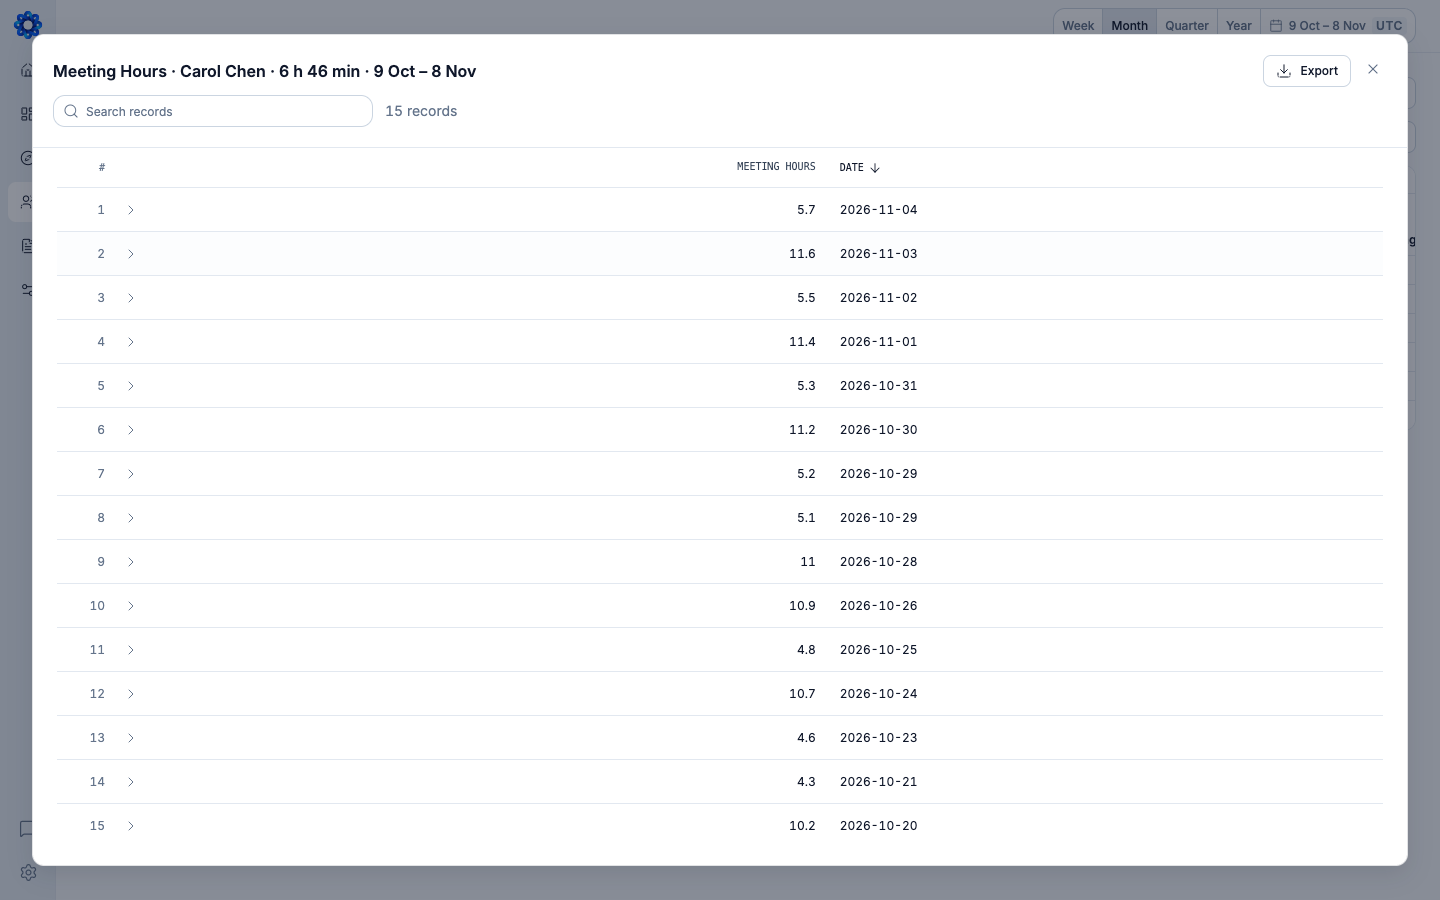 Week Month Quarter Year 9 Oct – 8 Nov UTC
Meeting Hours · Carol Chen · 6 h 46 min · 9 Oct – 8 Nov
Export
Search records
15 records
# MEETING HOURS DATE
1 5.7 2026-11-04
2 11.6 2026-11-03
3 5.5 2026-11-02
4 11.4 2026-11-01
5 5.3 2026-10-31
6 11.2 2026-10-30
7 5.2 2026-10-29
8 5.1 2026-10-29
9 11 2026-10-28
10 10.9 2026-10-26
11 4.8 2026-10-25
12 10.7 2026-10-24
13 4.6 2026-10-23
14 4.3 2026-10-21
15 10.2 2026-10-20